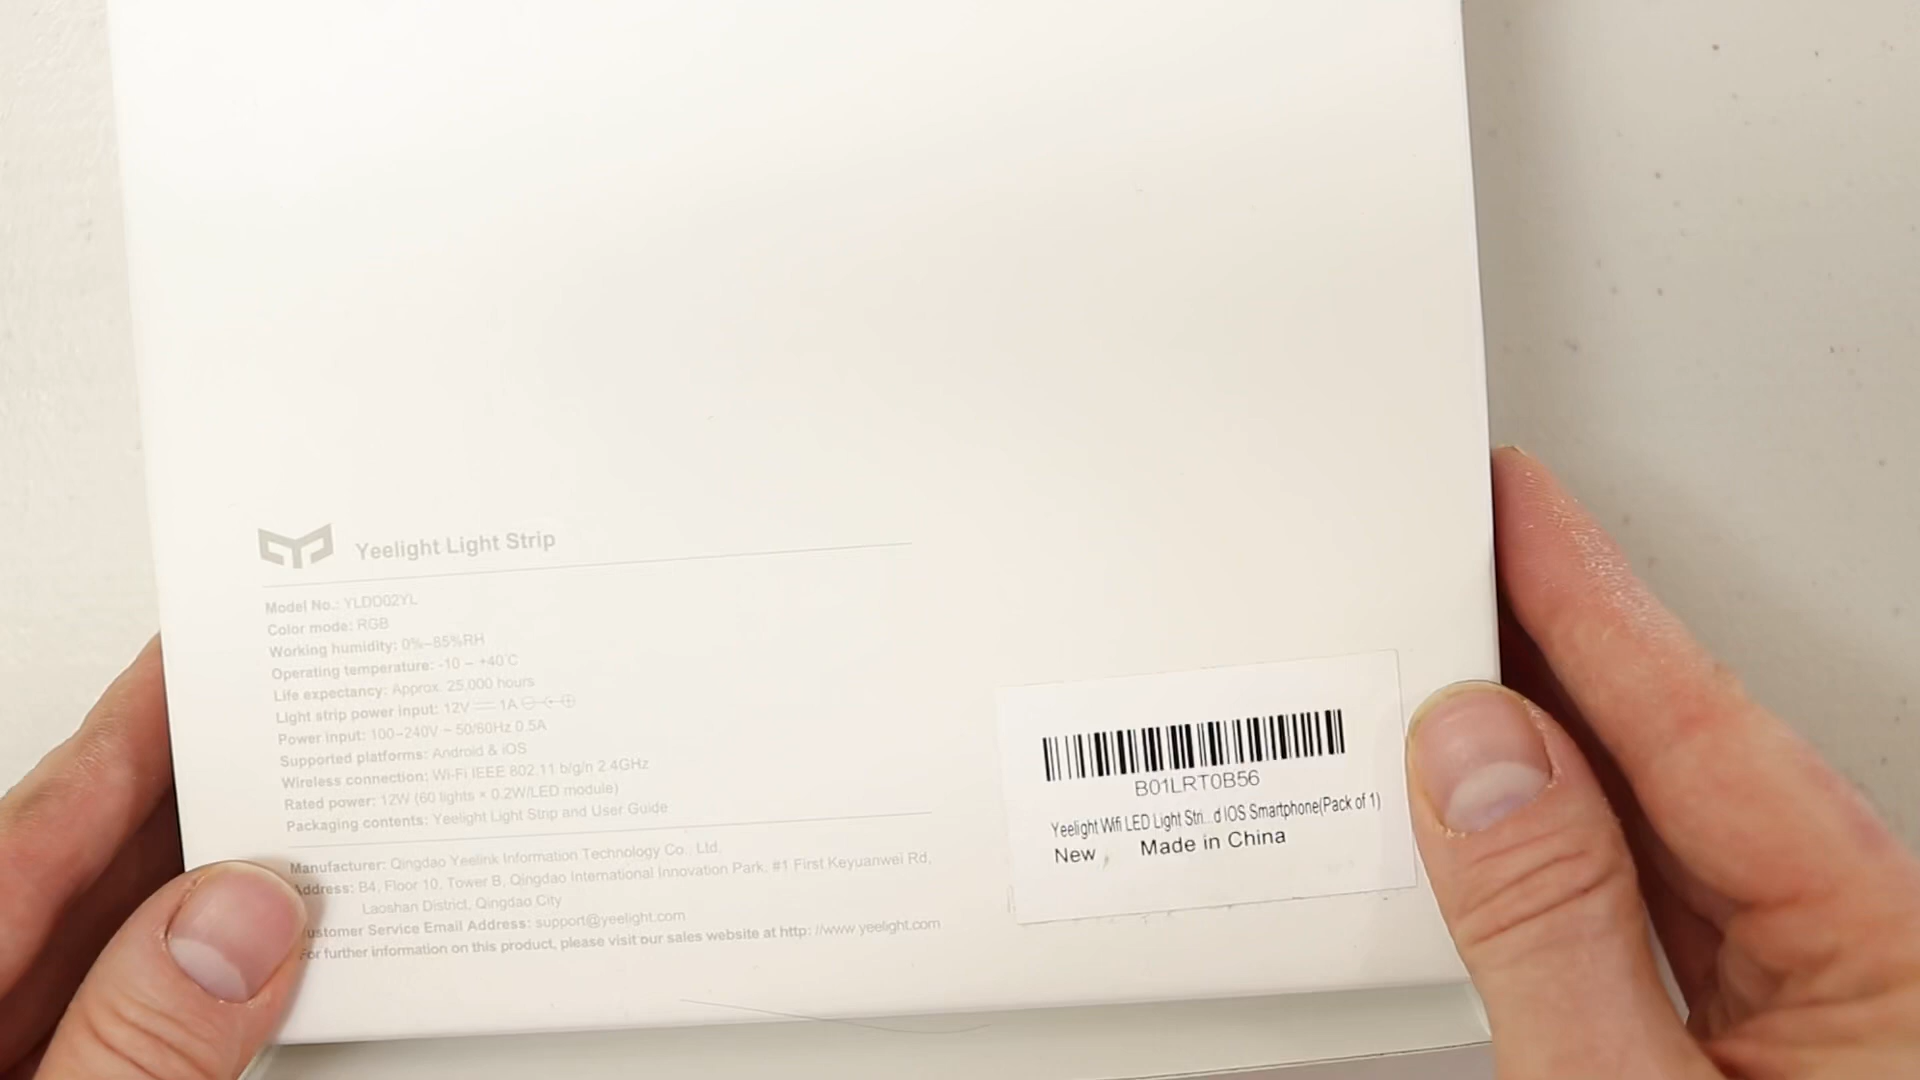 Yeelight Light Strip
Model No.: YLDD02YL
Color mode: RGB
Working humidity: 0%~85%RH
Operating temperature: -10 ~ +40℃
Life expectancy: Approx. 25,000 hours
Light strip power input: 12V⎓1A
Power input: 100~240V ~ 50/60Hz 0.5A
Supported platforms: Android & iOS
Wireless connection: Wi-Fi IEEE 802.11 b/g/n 2.4GHz
Rated power: 12W (60 lights × 0.2W/LED module)
Packaging contents: Yeelight Light Strip and User Guide
Manufacturer: Qingdao Yeelink Information Technology Co., Ltd.
Address: B4, Floor 10, Tower B, Qingdao International Innovation Park, #1 First Keyuanwei Rd,
Laoshan District, Qingdao City
ustomer Service Email Address: support@yeelight.com
For further information on this product, please visit our sales website at http: //www.yeelight.com
B01LRT0B56
Yeelight Wifi LED Light Stri...d IOS Smartphone(Pack of 1)
New Made in China